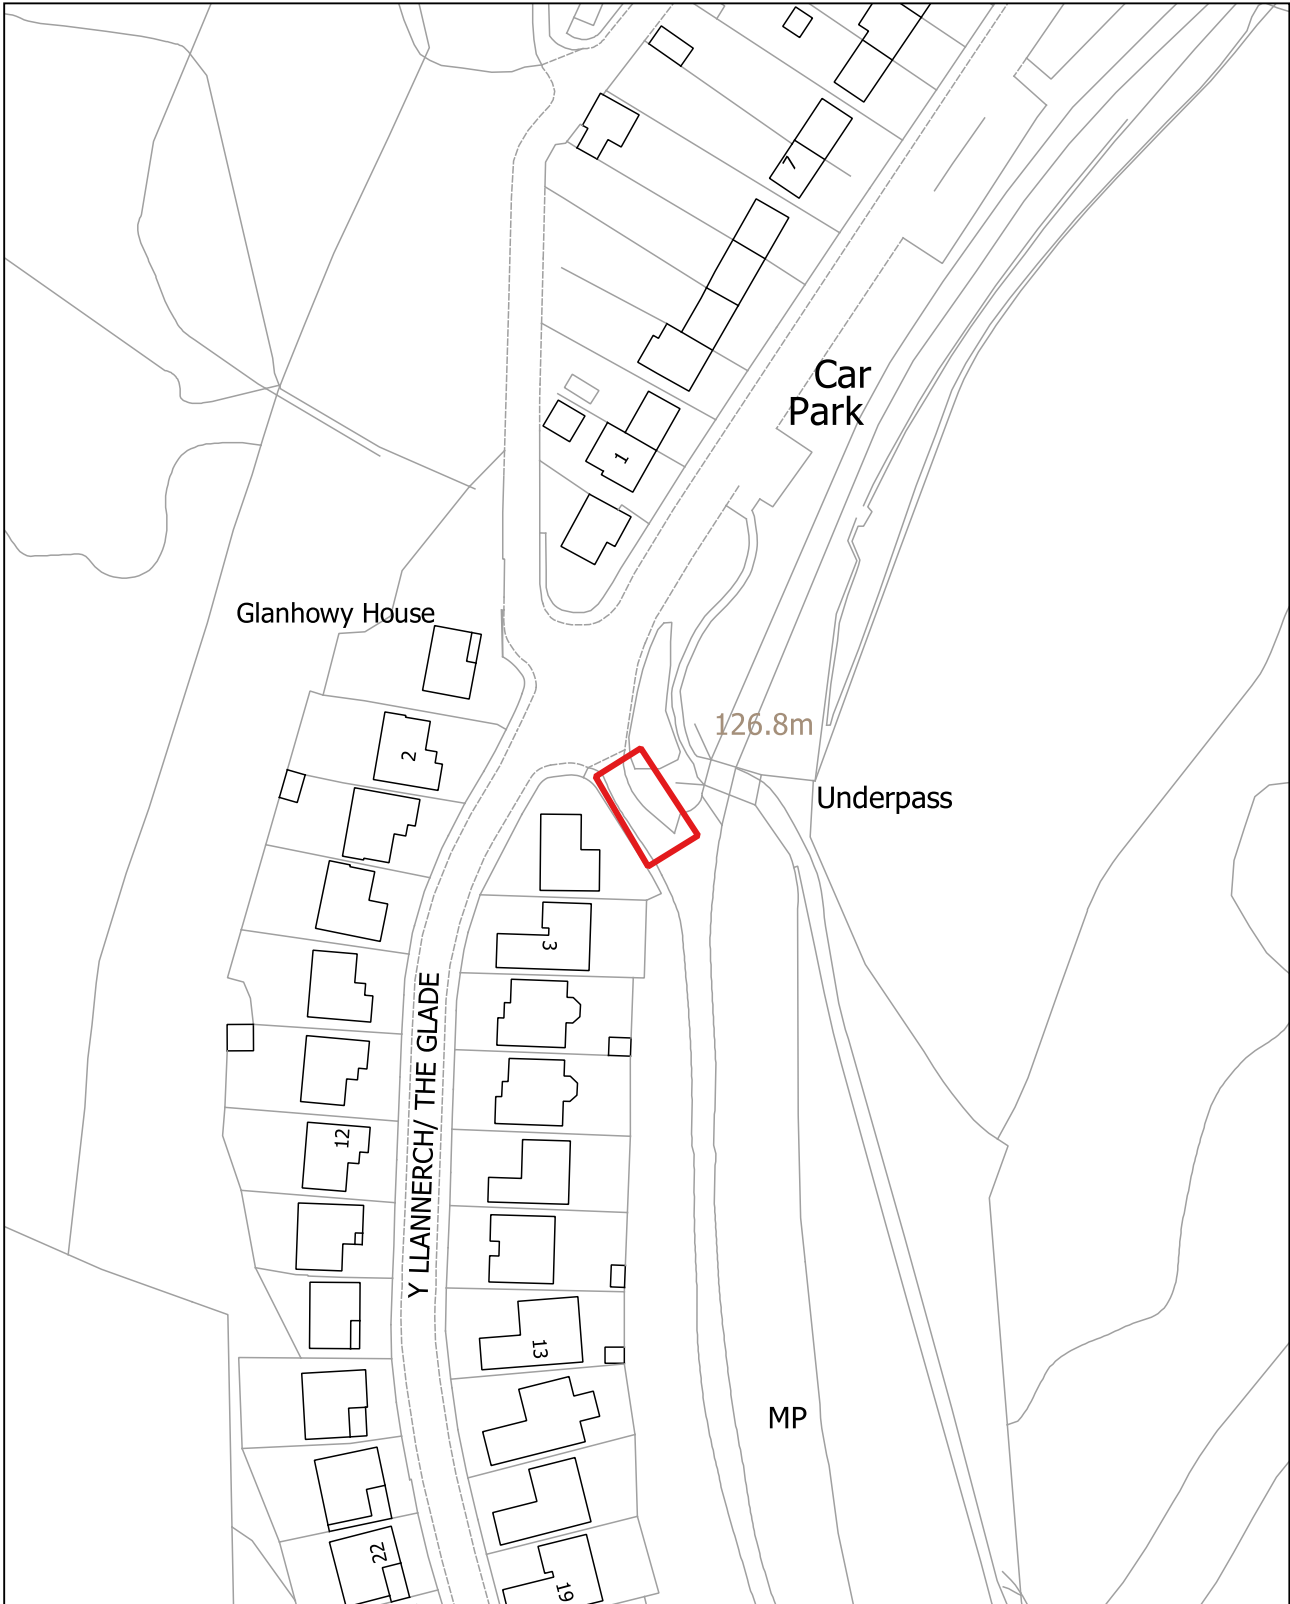 7
Car
Park
1
Glanhowy House
126.8m
2
Underpass
3
Y LLANNERCH/ THE GLADE
12
13
MP
22
19